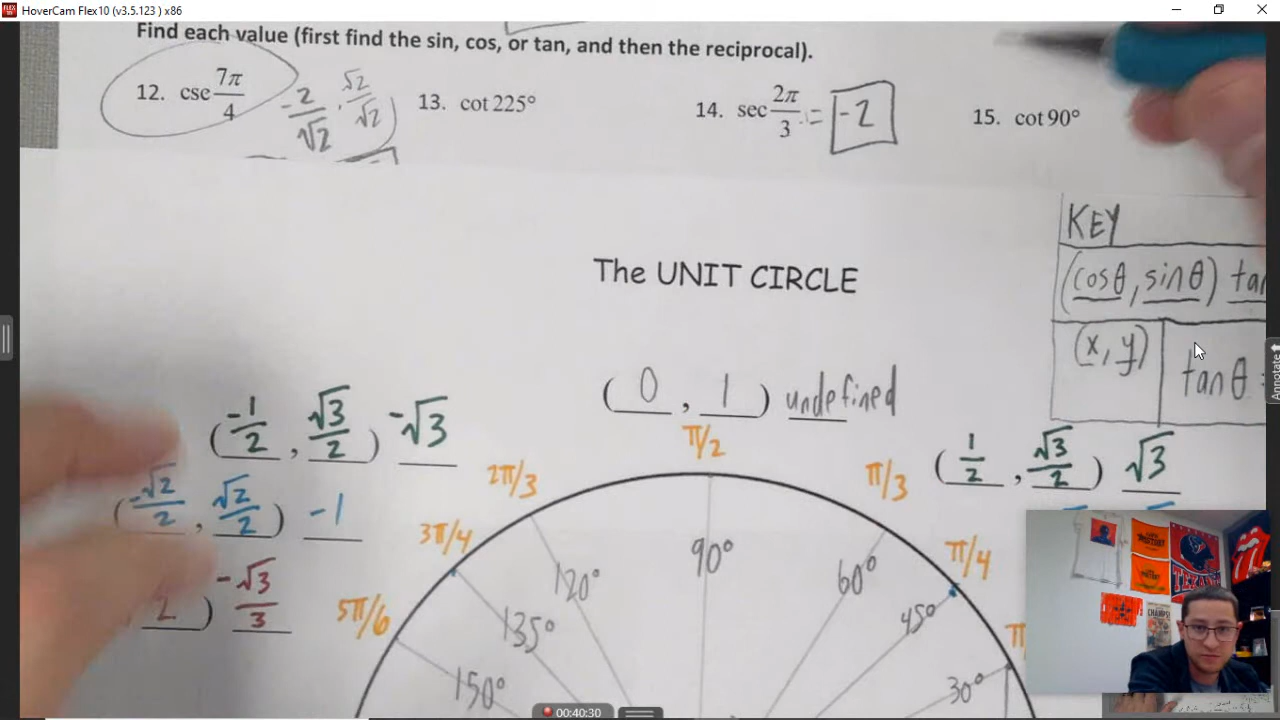 HoverCam Flex10 (v3.5.123 ) x86
Find each value (first find the sin, cos, or tan, and then the reciprocal).
12. csc 7π/4 -2/√2 · √2/√2 13. cot 225° 14. sec 2π/3 = -2 15. cot 90°
KEY
The UNIT CIRCLE
(cosθ, sinθ) tan
(x, y) tanθ
(0, 1) undefined
(-1/2, √3/2) -√3
π/2
(1/2, √3/2) √3
2π/3 π/3
(-√2/2, √2/2) -1
3π/4 90° π/4
120° 60°
2) -√3/3
5π/6 135° 45° π
150° 30°
00:40:30
Annotate